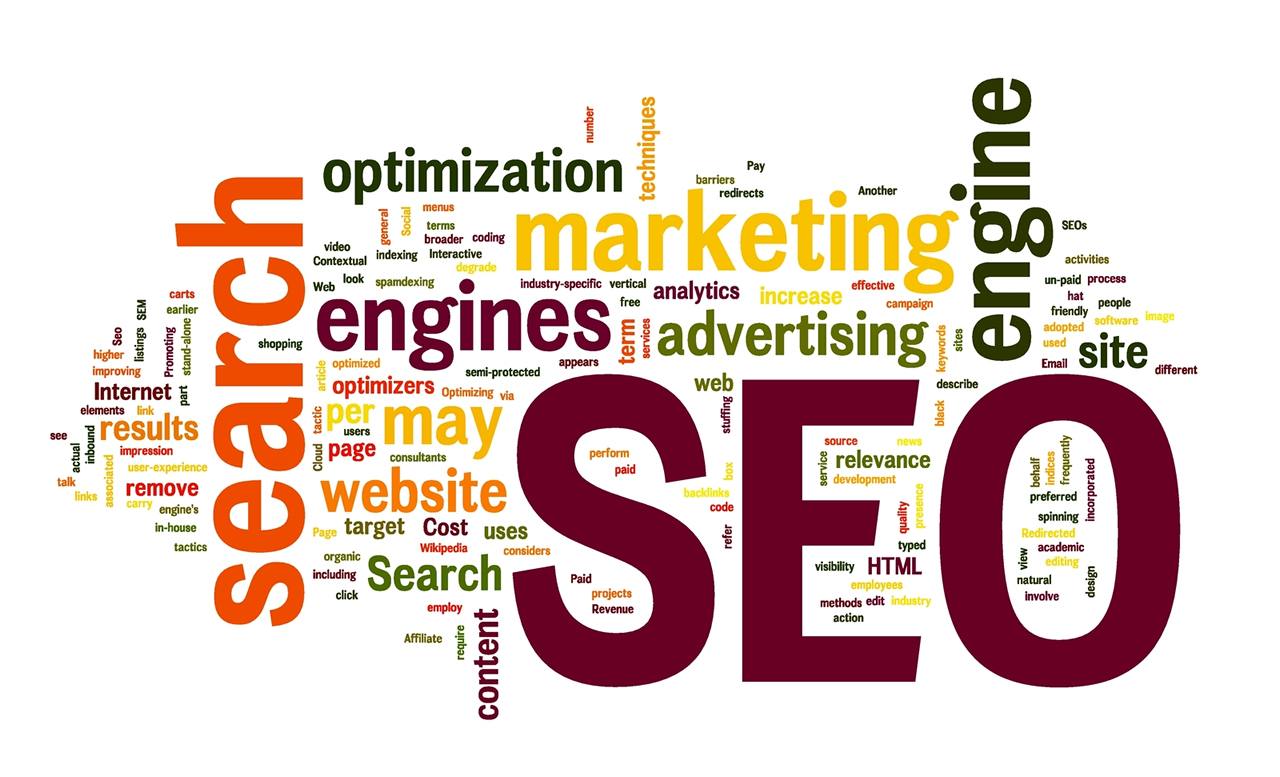 number
techniques
engine
optimization
Pay
barriers
redirects
Another
search
marketing
general
Social
menus
terms
broader
coding
SEOs
video
Contextual
indexing
Interactive
degrade
look
Web
spamdexing
activities
un-paid
process
hat
people
friendly
software
image
adopted
used
site
Email
different
industry-specific
vertical
free
analytics
increase
effective
campaign
engines
term
services
advertising
keywords
sites
carts
earlier
SEM
listings
Seo
Promoting
stand-alone
higher
improving
shopping
appears
article
optimized
semi-protected
Internet
part
optimizers
Optimizing
via
web
describe
elements
link
tactic
per
may
stuffing
black
SEO
see
actual
inbound
results
users
impression
Cloud
page
consultants
user-experience
perform
paid
source
news
service
relevance
development
behalf
indices
frequently
incorporated
talk
links
associated
remove
carry
engine's
website
box
backlinks
code
refer
quality
presence
preferred
spinning
in-house
Page
target
Cost
uses
Redirected
tactics
Wikipedia
considers
typed
academic
organic
view
editing
including
Search
Paid
visibility
HTML
natural
design
click
projects
employees
involve
employ
Revenue
methods
edit
industry
action
Affiliate
require
content